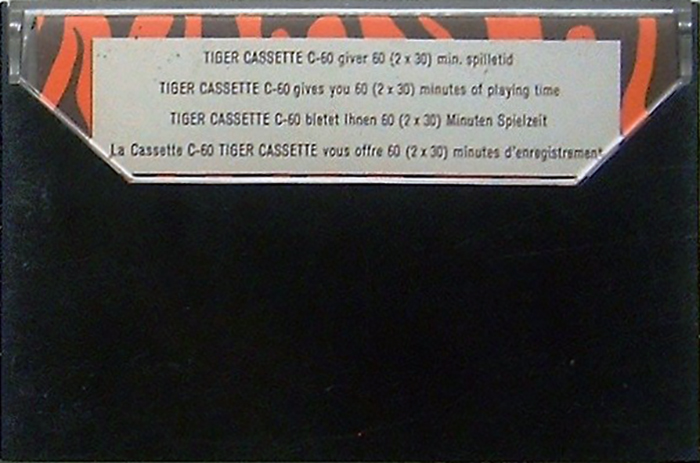 TIGER CASSETTE C-60 giver 60 (2 x 30) min. spilletid
TIGER CASSETTE C-60 gives you 60 (2 x 30) minutes of playing time
TIGER CASSETTE C-60 bietet Ihnen 60 (2 x 30) Minuten Spielzeit
La Cassette C-60 TIGER CASSETTE vous offre 60 (2 x 30) minutes d'enregistrement